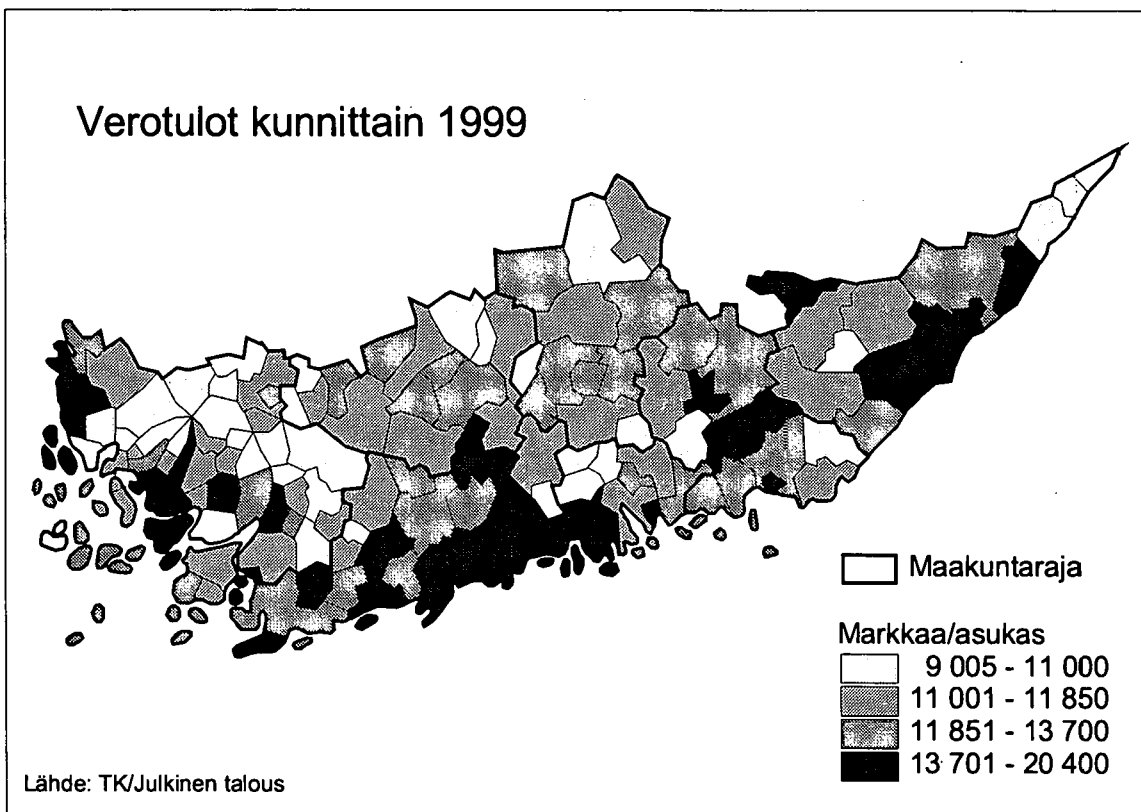 Verotulot kunnittain 1999
Maakuntaraja
Markkaa/asukas
9 005 - 11 000
11 001 - 11 850
11 851 - 13 700
13 701 - 20 400
Lähde: TK/Julkinen talous